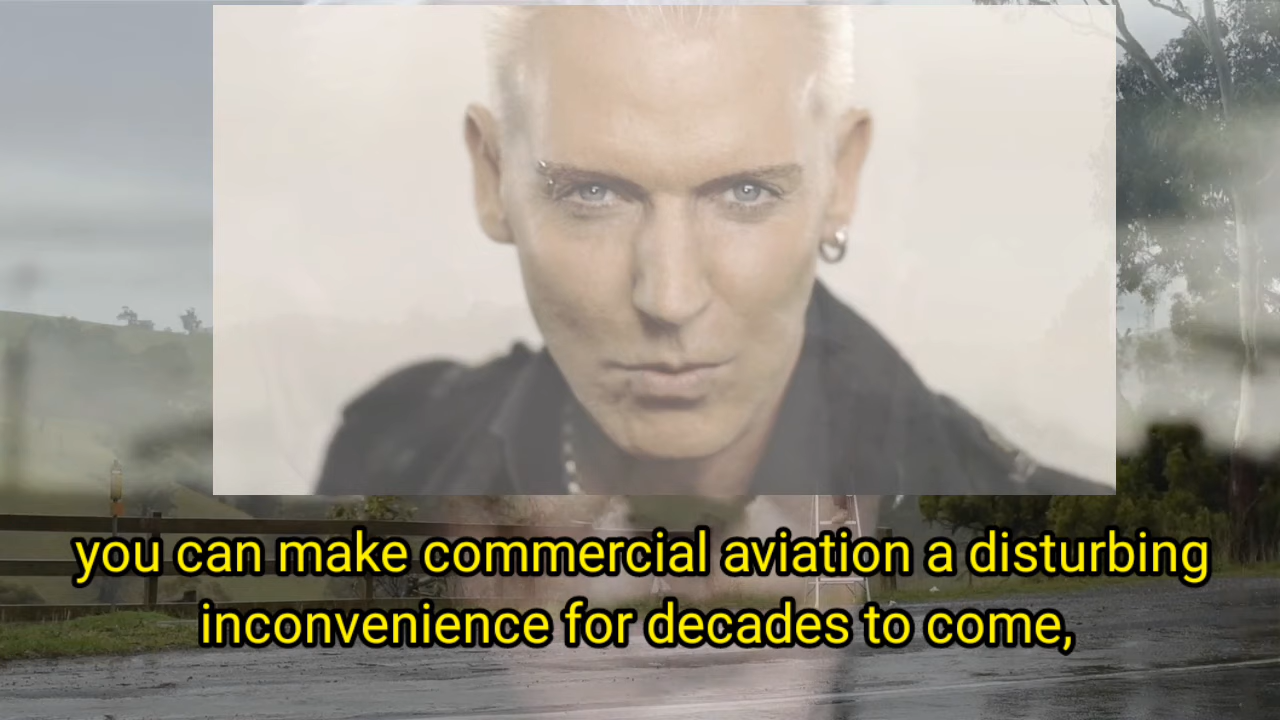 you can make commercial aviation a disturbing
inconvenience for decades to come,